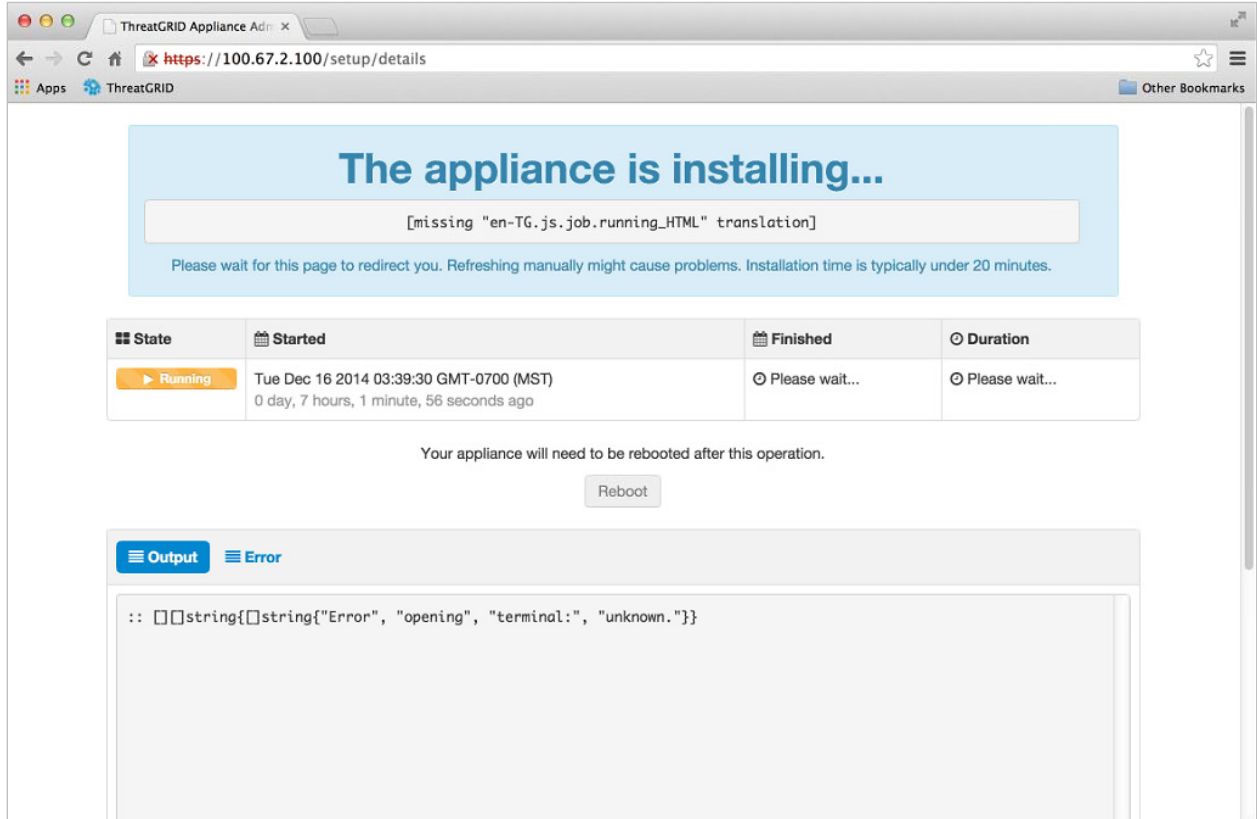 ThreatGRID Appliance Adm
https://100.67.2.100/setup/details
Apps ThreatGRID Other Bookmarks
The appliance is installing...
[missing "en-TG.js.job.running_HTML" translation]
Please wait for this page to redirect you. Refreshing manually might cause problems. Installation time is typically under 20 minutes.
State Started Finished Duration
Running Tue Dec 16 2014 03:39:30 GMT-0700 (MST) Please wait... Please wait...
0 day, 7 hours, 1 minute, 56 seconds ago
Your appliance will need to be rebooted after this operation.
Reboot
Output Error
:: [][]string{[]string{"Error", "opening", "terminal:", "unknown."}}